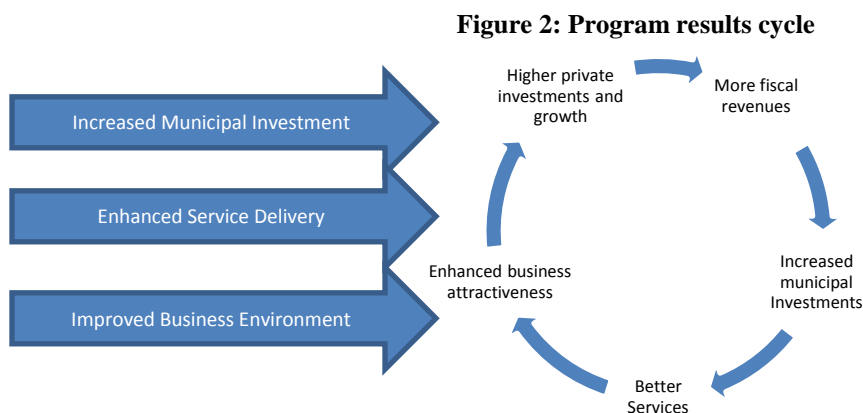 Figure 2: Program results cycle
Increased Municipal Investment
Enhanced Service Delivery
Improved Business Environment
Higher private
investments and
growth
More fiscal
revenues
Increased
municipal
Investments
Better
Services
Enhanced business
attractiveness